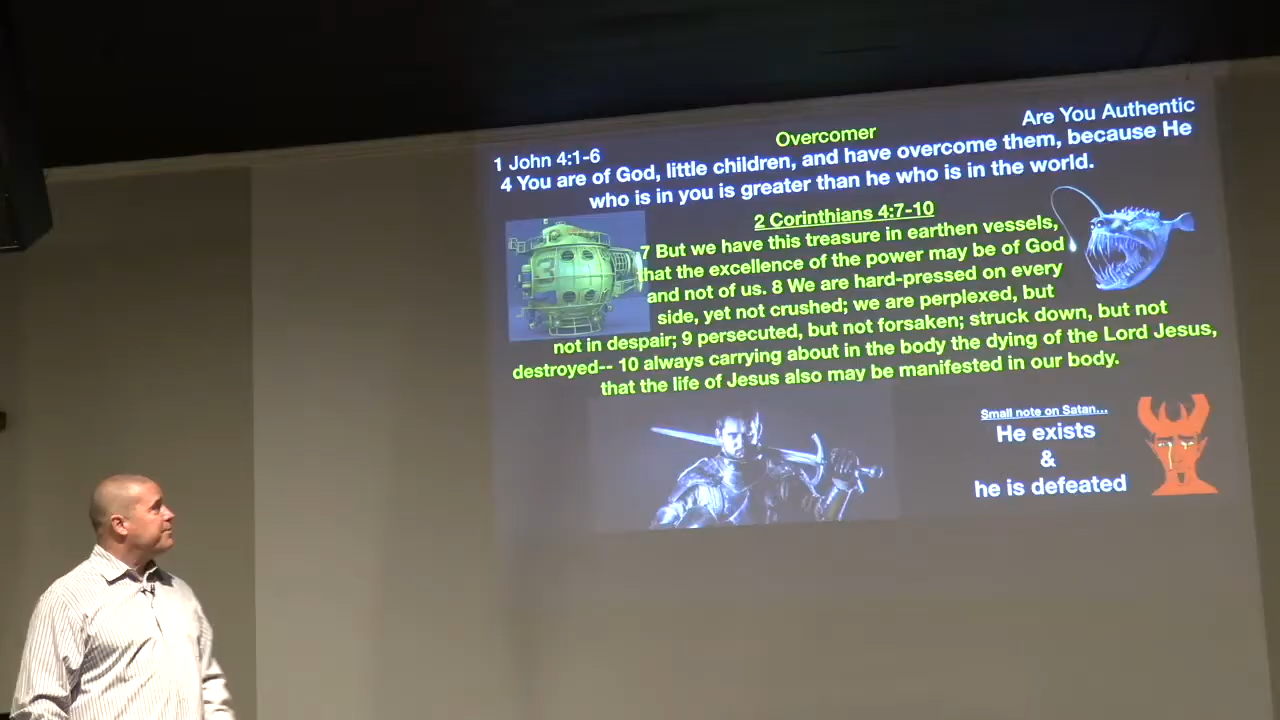 Are You Authentic
Overcomer
1 John 4:1-6
4 You are of God, little children, and have overcome them, because He
who is in you is greater than he who is in the world.
2 Corinthians 4:7-10
7 But we have this treasure in earthen vessels,
that the excellence of the power may be of God
and not of us. 8 We are hard-pressed on every
side, yet not crushed; we are perplexed, but
not in despair; 9 persecuted, but not forsaken; struck down, but not
destroyed-- 10 always carrying about in the body the dying of the Lord Jesus,
that the life of Jesus also may be manifested in our body.
3
Small note on Satan...
He exists
&
he is defeated